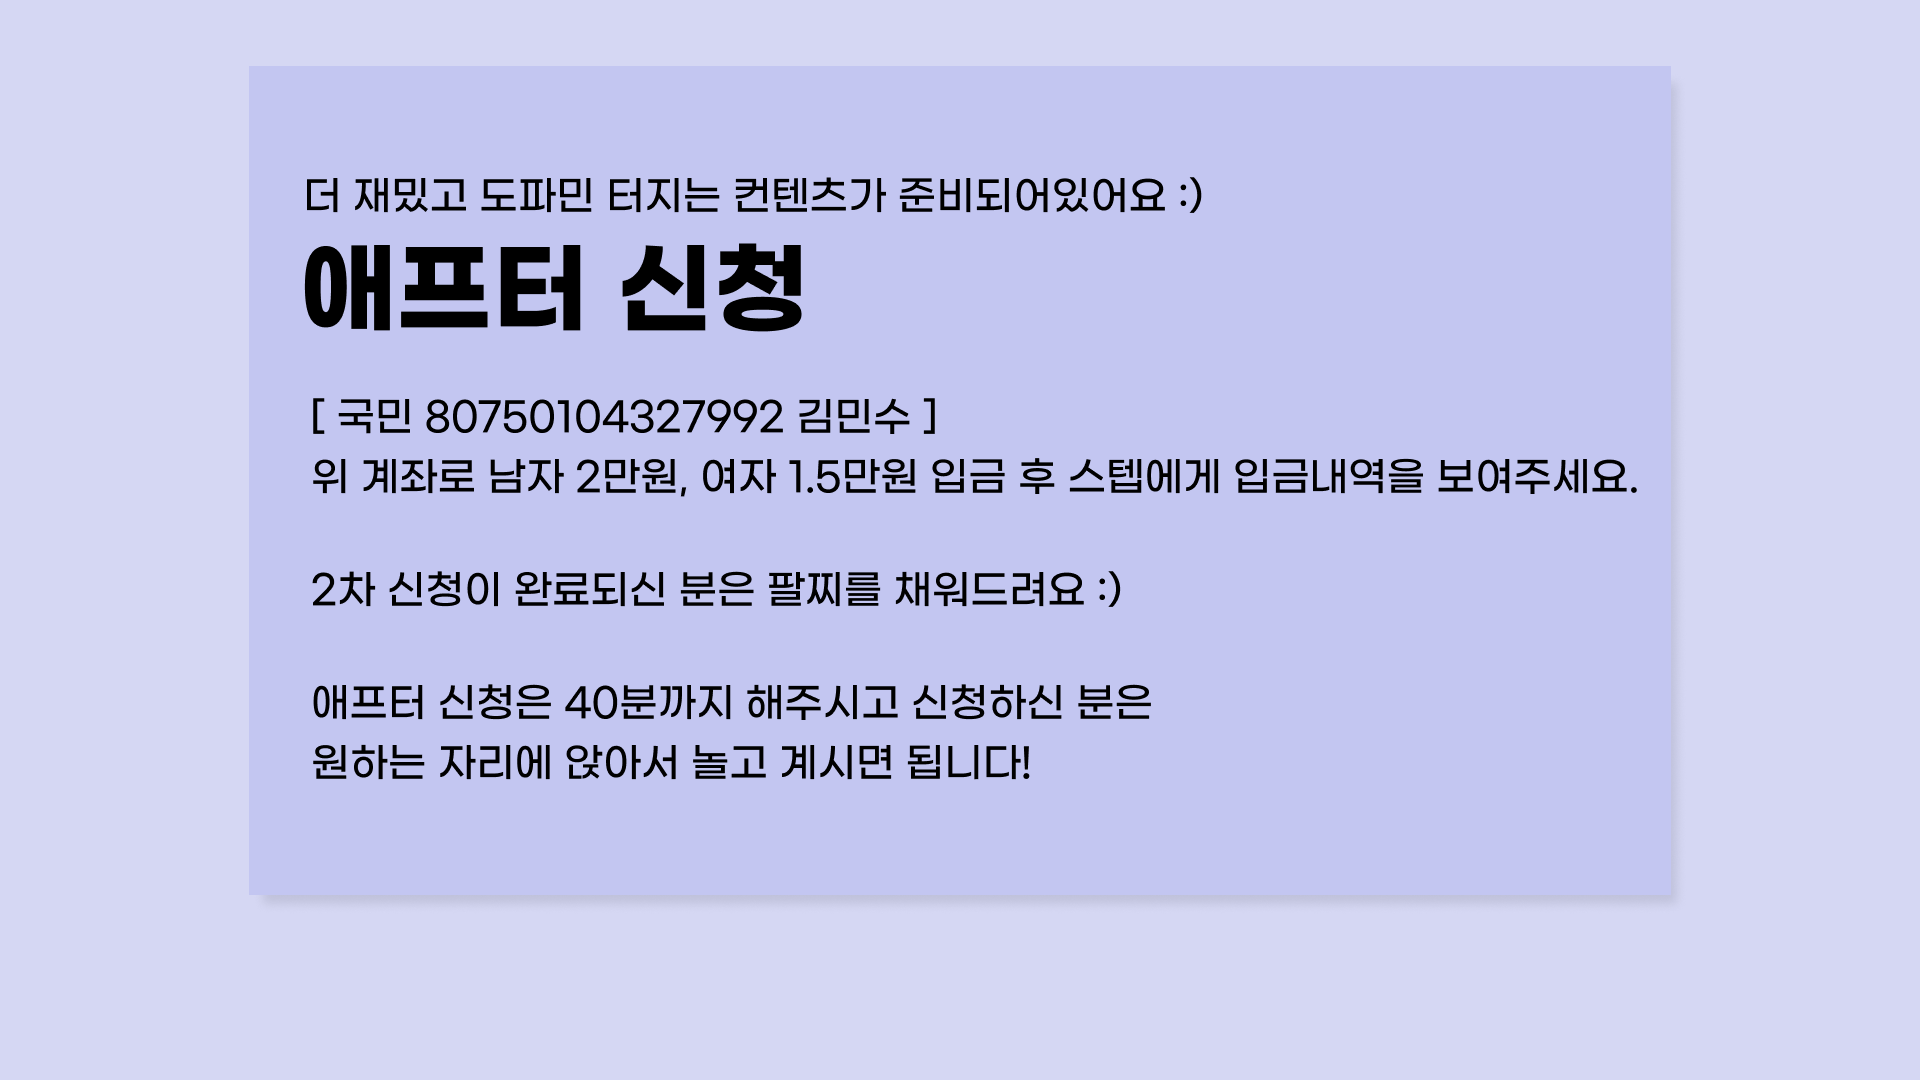 더 재밌고 도파민 터지는 컨텐츠가 준비되어있어요 :)
애프터 신청
[ 국민 80750104327992 김민수 ]
위 계좌로 남자 2만원, 여자 1.5만원 입금 후 스텝에게 입금내역을 보여주세요.
2차 신청이 완료되신 분은 팔찌를 채워드려요 :)
애프터 신청은 40분까지 해주시고 신청하신 분은
원하는 자리에 앉아서 놀고 계시면 됩니다!